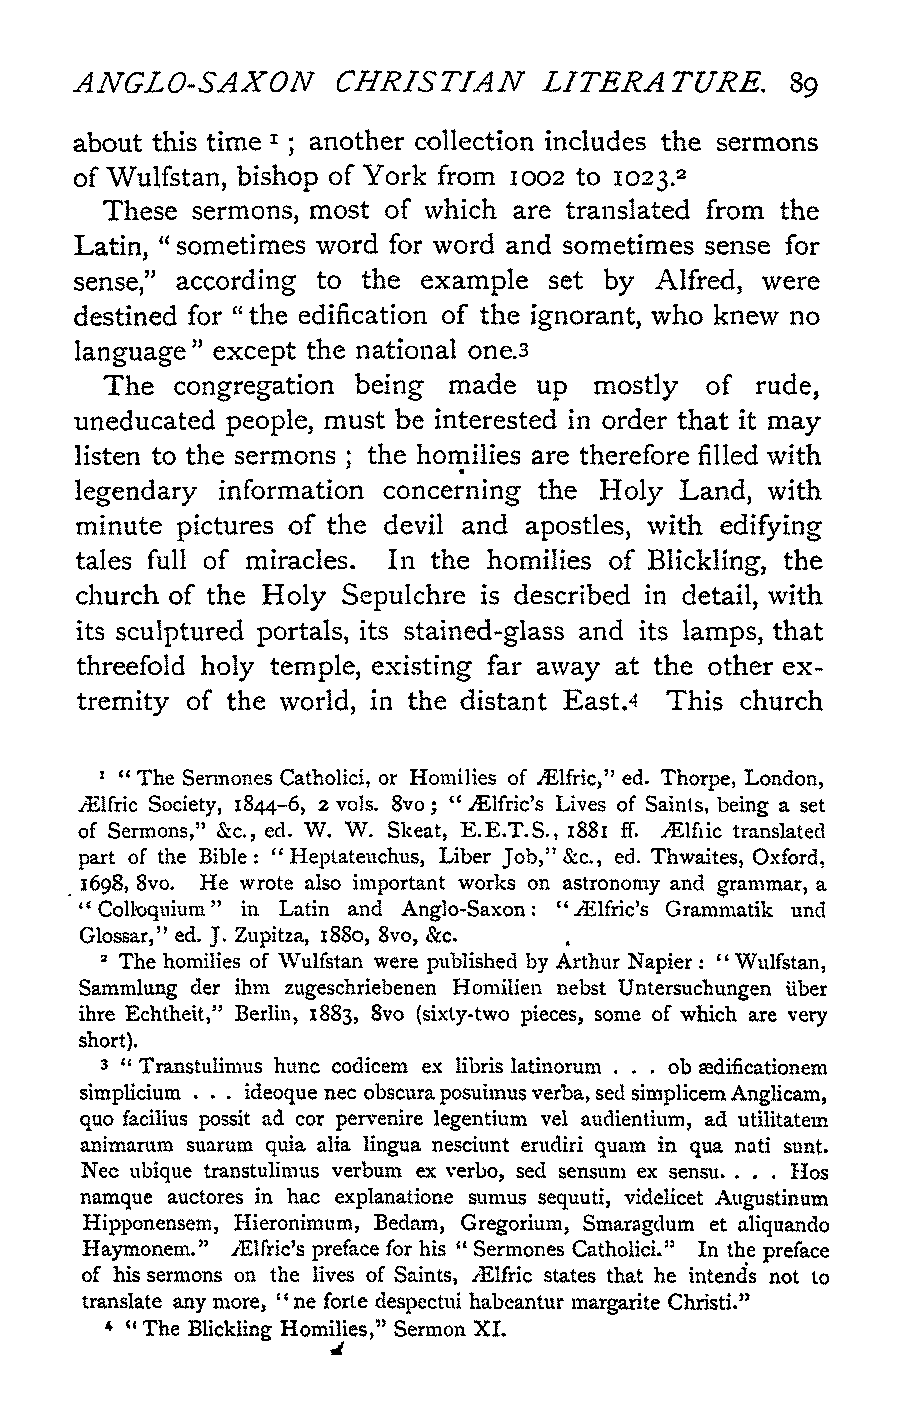 ANGLO-SAXON CHRISTIAN LITERATURE. 89
about this time ¹ ; another collection includes the sermons
of Wulfstan, bishop of York from 1002 to 1023.²
These sermons, most of which are translated from the
Latin, “ sometimes word for word and sometimes sense for
sense,” according to the example set by Alfred, were
destined for “ the edification of the ignorant, who knew no
language ” except the national one.³
The congregation being made up mostly of rude,
uneducated people, must be interested in order that it may
listen to the sermons ; the homilies are therefore filled with
legendary information concerning the Holy Land, with
minute pictures of the devil and apostles, with edifying
tales full of miracles. In the homilies of Blickling, the
church of the Holy Sepulchre is described in detail, with
its sculptured portals, its stained-glass and its lamps, that
threefold holy temple, existing far away at the other ex-
tremity of the world, in the distant East.⁴ This church
¹ “ The Sermones Catholici, or Homilies of Ælfric,” ed. Thorpe, London,
Ælfric Society, 1844-6, 2 vols. 8vo ; “ Ælfric’s Lives of Saints, being a set
of Sermons,” &c., ed. W. W. Skeat, E.E.T.S., 1881 ff. Ælfric translated
part of the Bible : “ Heptateuchus, Liber Job,” &c., ed. Thwaites, Oxford,
1698, 8vo. He wrote also important works on astronomy and grammar, a
“ Colloquium ” in Latin and Anglo-Saxon : “ Ælfric’s Grammatik und
Glossar,” ed. J. Zupitza, 1880, 8vo, &c.
² The homilies of Wulfstan were published by Arthur Napier : “ Wulfstan,
Sammlung der ihm zugeschriebenen Homilien nebst Untersuchungen über
ihre Echtheit,” Berlin, 1883, 8vo (sixty-two pieces, some of which are very
short).
³ “ Transtulimus hunc codicem ex libris latinorum . . . ob ædificationem
simplicium . . . ideoque nec obscura posuimus verba, sed simplicem Anglicam,
quo facilius possit ad cor pervenire legentium vel audientium, ad utilitatem
animarum suarum quia alia lingua nesciunt erudiri quam in qua nati sunt.
Nec ubique transtulimus verbum ex verbo, sed sensum ex sensu. . . . Hos
namque auctores in hac explanatione sumus sequuti, videlicet Augustinum
Hipponensem, Hieronimum, Bedam, Gregorium, Smaragdum et aliquando
Haymonem.” Ælfric’s preface for his “ Sermones Catholici.” In the preface
of his sermons on the lives of Saints, Ælfric states that he intends not to
translate any more, “ ne forte despectui habeantur margarite Christi.”
⁴ “ The Blickling Homilies,” Sermon XI.